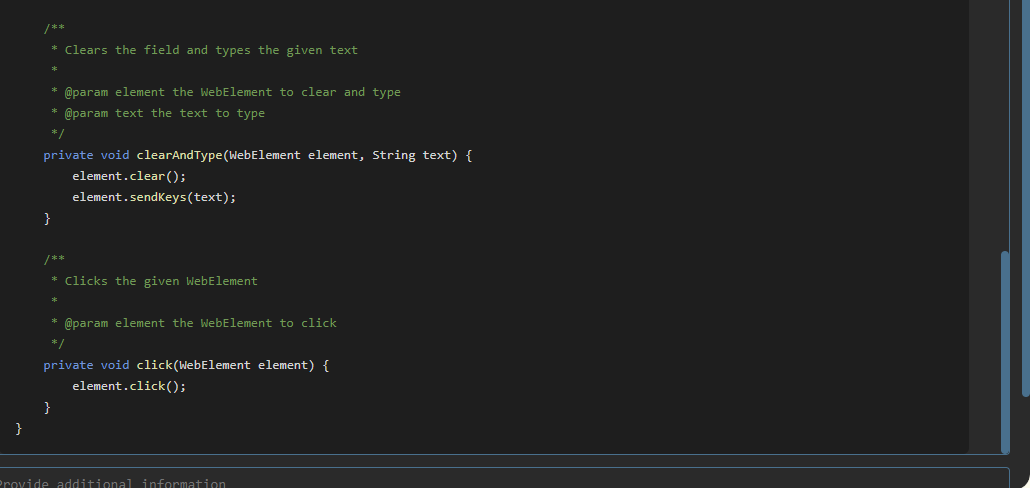 /**
 * Clears the field and types the given text
 *
 * @param element the WebElement to clear and type
 * @param text the text to type
 */
private void clearAndType(WebElement element, String text) {
    element.clear();
    element.sendKeys(text);
}
/**
 * Clicks the given WebElement
 *
 * @param element the WebElement to click
 */
private void click(WebElement element) {
    element.click();
}
}
Provide additional information